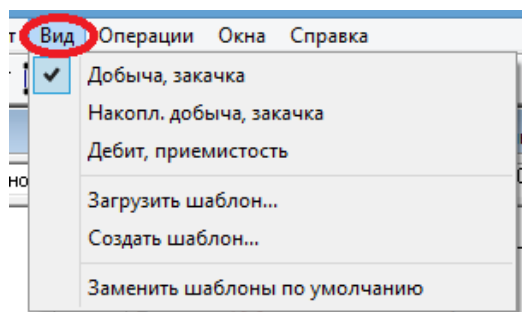 Вид Операции Окна Справка
Добыча, закачка
Накопл. добыча, закачка
Дебит, приемистость
но
Загрузить шаблон...
Создать шаблон...
Заменить шаблоны по умолчанию